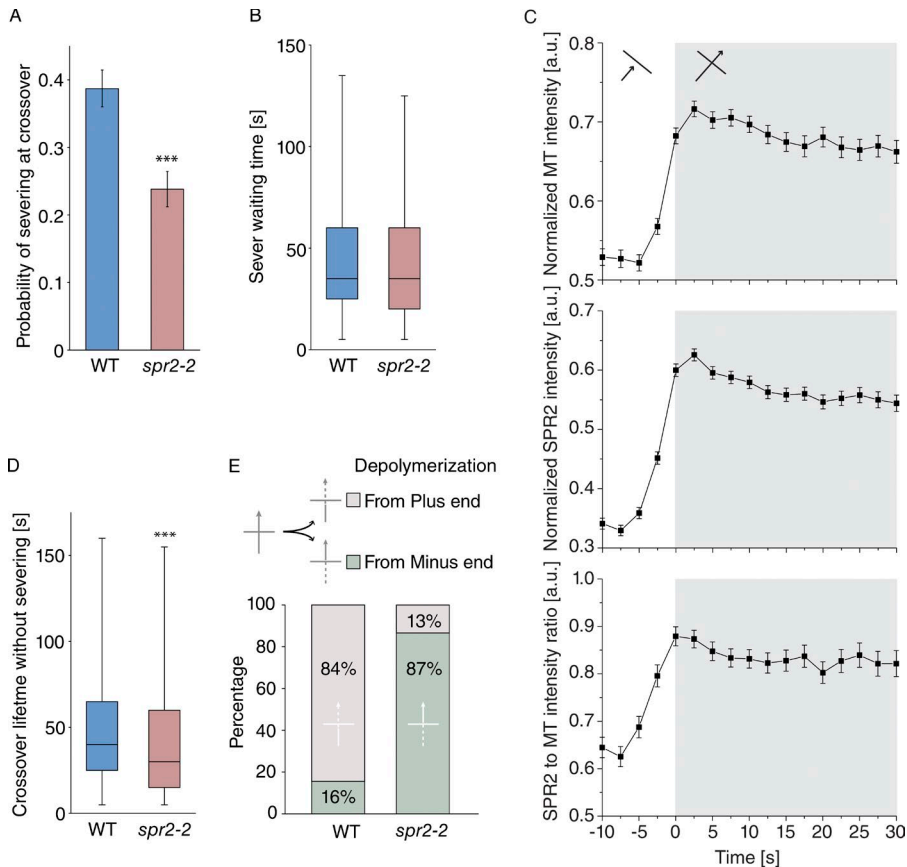 A
Probability of severing at crossover
0.4
0.3
0.2
0.1
0
***
WT
spr2-2
B
Sever waiting time [s]
150
100
50
0
WT
spr2-2
C
Normalized MT intensity [a.u.]
0.8
0.7
0.6
0.5
Normalized SPR2 intensity [a.u.]
0.7
0.6
0.5
0.4
0.3
SPR2 to MT intensity ratio [a.u.]
1.0
0.9
0.8
0.7
0.6
0.5
-10
-5
0
5
10
15
20
25
30
Time [s]
D
Crossover lifetme without severing [s]
150
100
50
0
***
WT
spr2-2
E
Depolymerization
From Plus end
From Minus end
Percentage
100
80
60
40
20
0
84%
16%
13%
87%
WT
spr2-2